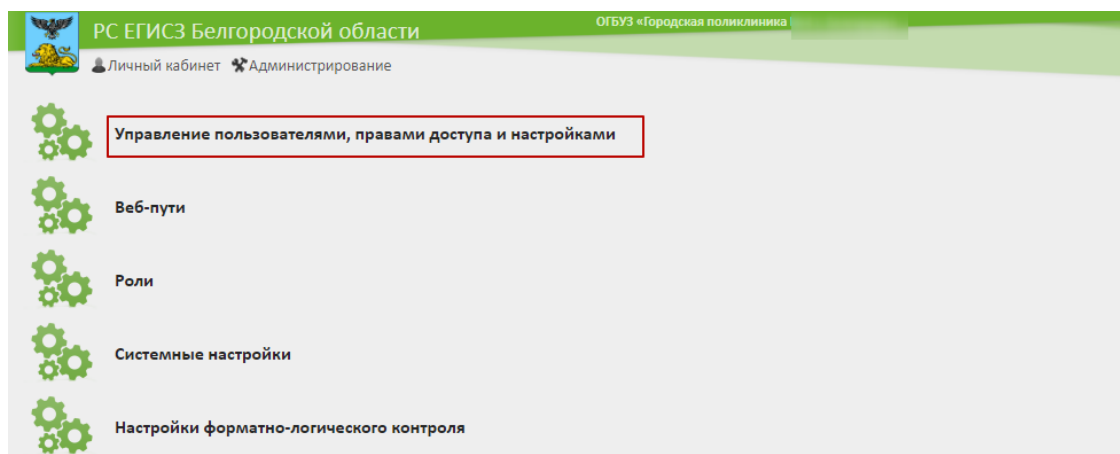 РС ЕГИСЗ Белгородской области
ОГБУЗ «Городская поликлиника
Личный кабинет Администрирование
Управление пользователями, правами доступа и настройками
Веб-пути
Роли
Системные настройки
Настройки форматно-логического контроля